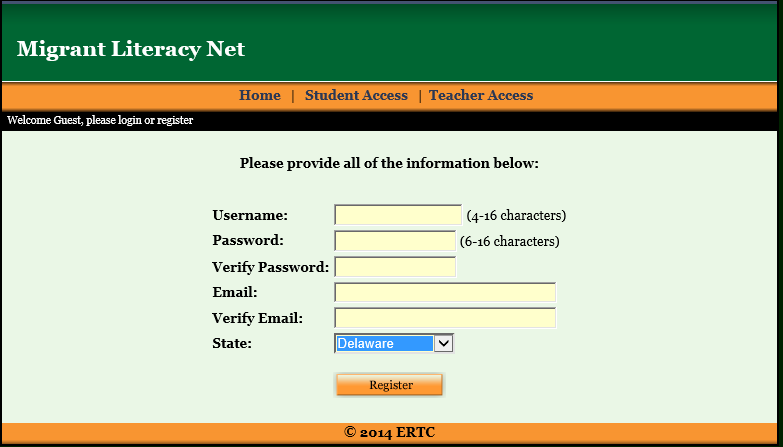 Migrant Literacy Net
Home | Student Access | Teacher Access
Welcome Guest, please login or register
Please provide all of the information below:
Username: (4-16 characters)
Password: (6-16 characters)
Verify Password:
Email:
Verify Email:
State: Delaware
Register
© 2014 ERTC